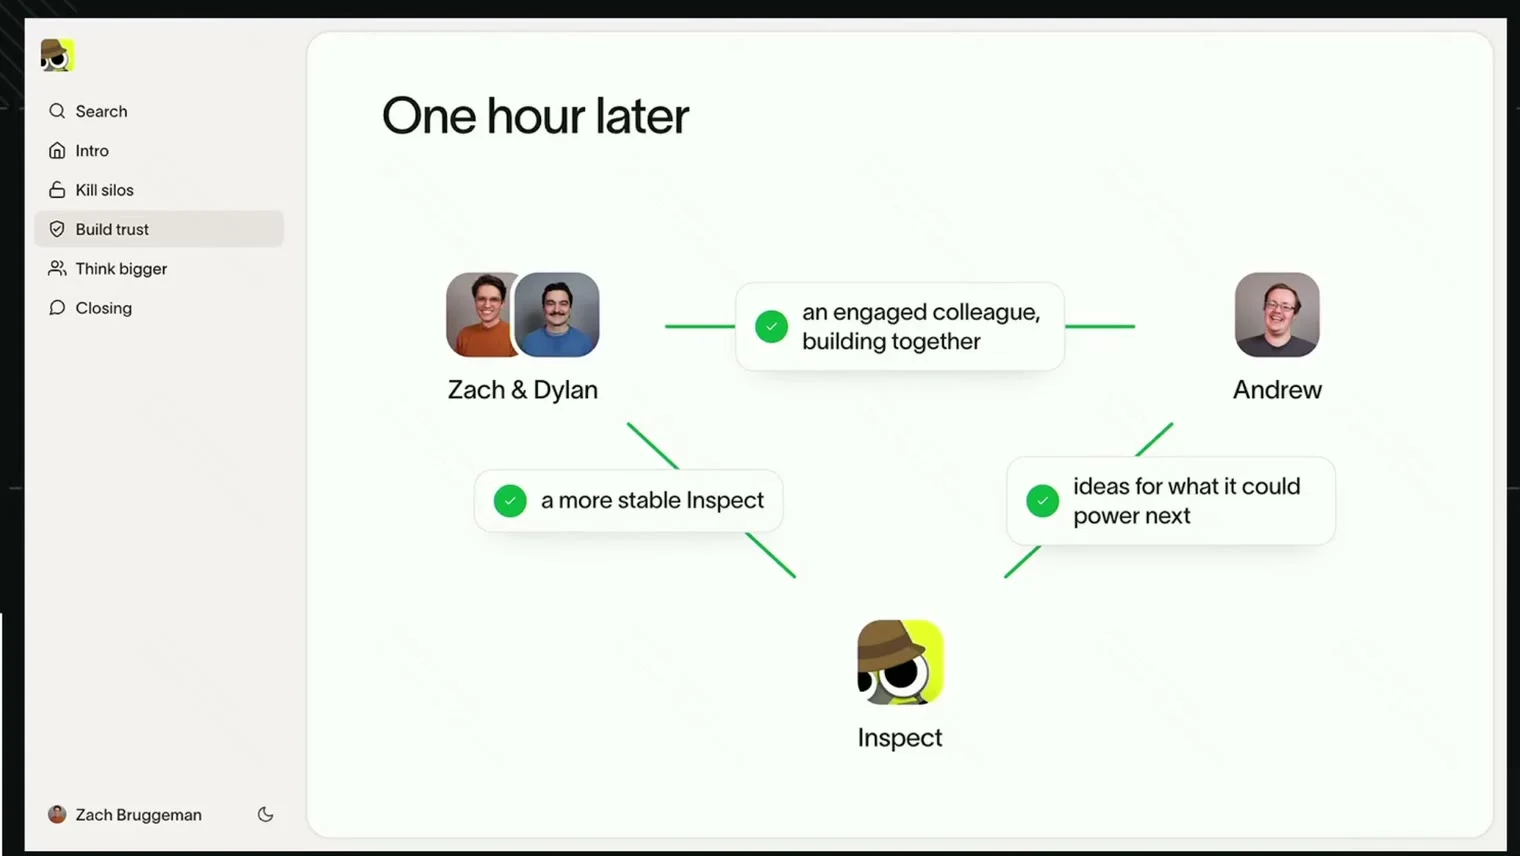 Search
Intro
Kill silos
Build trust
Think bigger
Closing
Zach Bruggeman
One hour later
Zach & Dylan
an engaged colleague,
building together
Andrew
a more stable Inspect
ideas for what it could
power next
Inspect